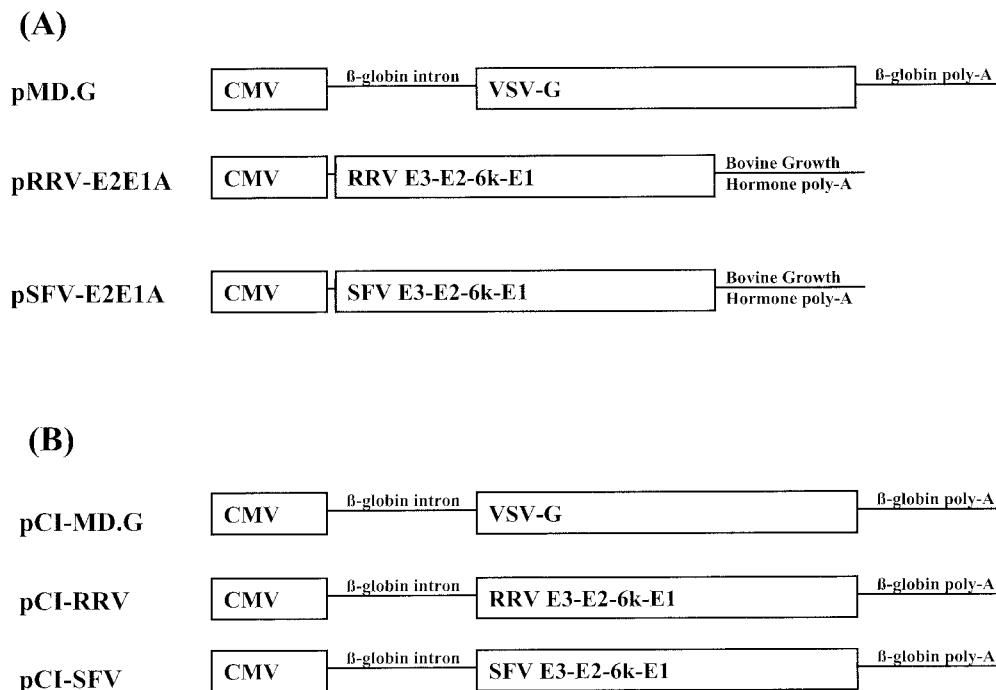 (A)
pMD.G CMV ß-globin intron VSV-G ß-globin poly-A
pRRV-E2E1A CMV RRV E3-E2-6k-E1 Bovine Growth
Hormone poly-A
pSFV-E2E1A CMV SFV E3-E2-6k-E1 Bovine Growth
Hormone poly-A
(B)
pCI-MD.G CMV ß-globin intron VSV-G ß-globin poly-A
pCI-RRV CMV ß-globin intron RRV E3-E2-6k-E1 ß-globin poly-A
pCI-SFV CMV ß-globin intron SFV E3-E2-6k-E1 ß-globin poly-A